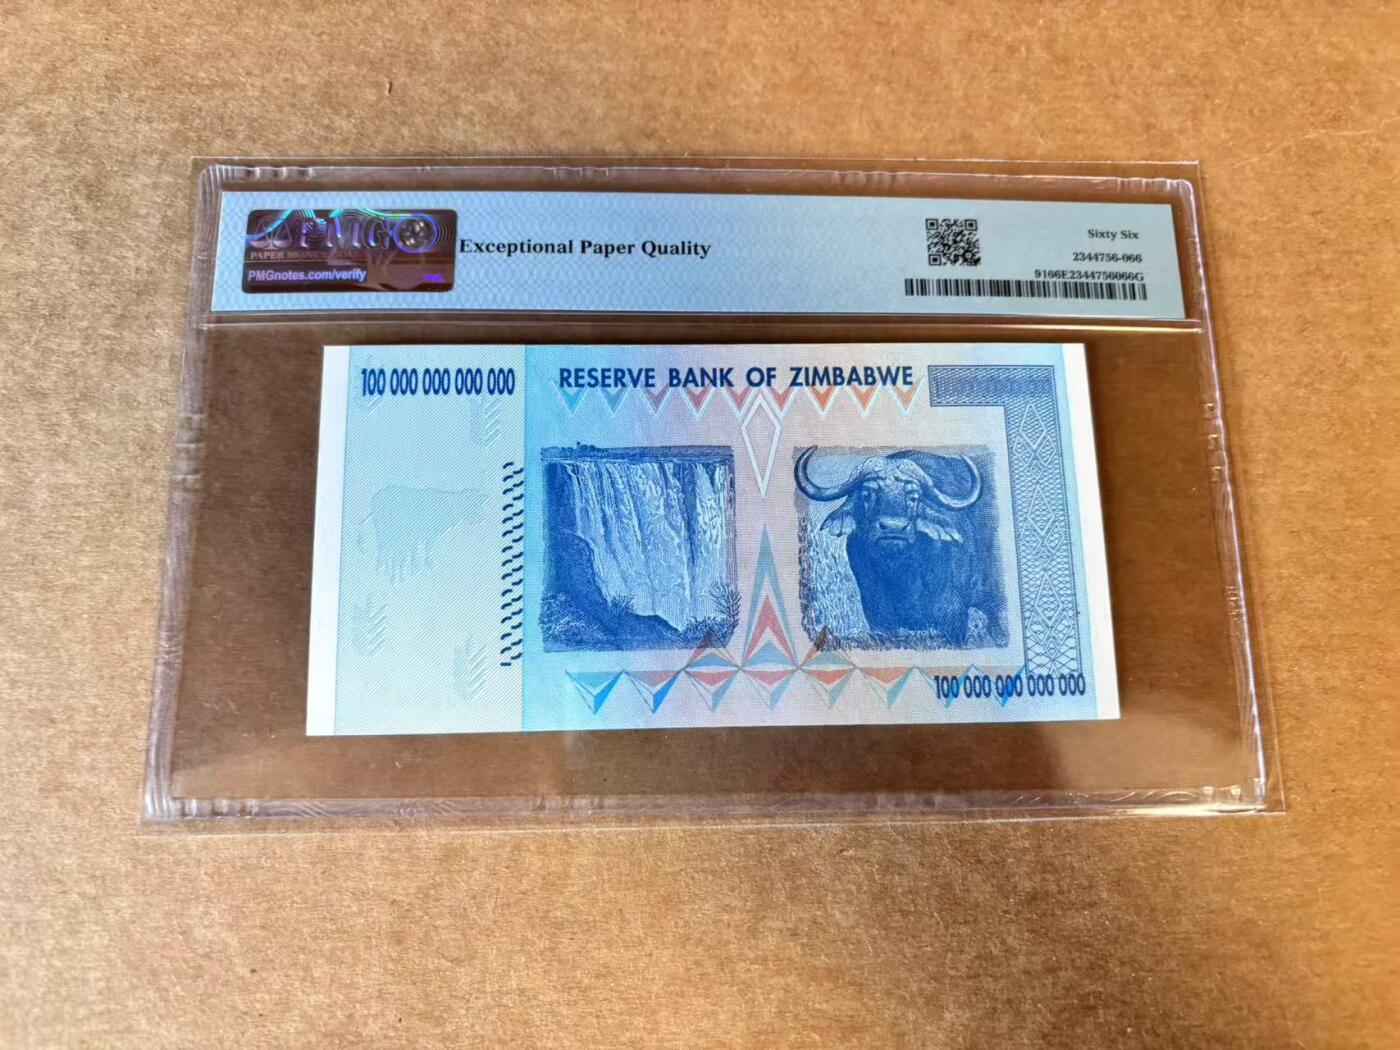 PMG
PAPER MONEY
PMGnotes.com/verify
Exceptional Paper Quality
Sixty Six
2344756-066
9166E2344756066G
100 000 000 000 000
RESERVE BANK OF ZIMBABWE
100 000 000 000 000